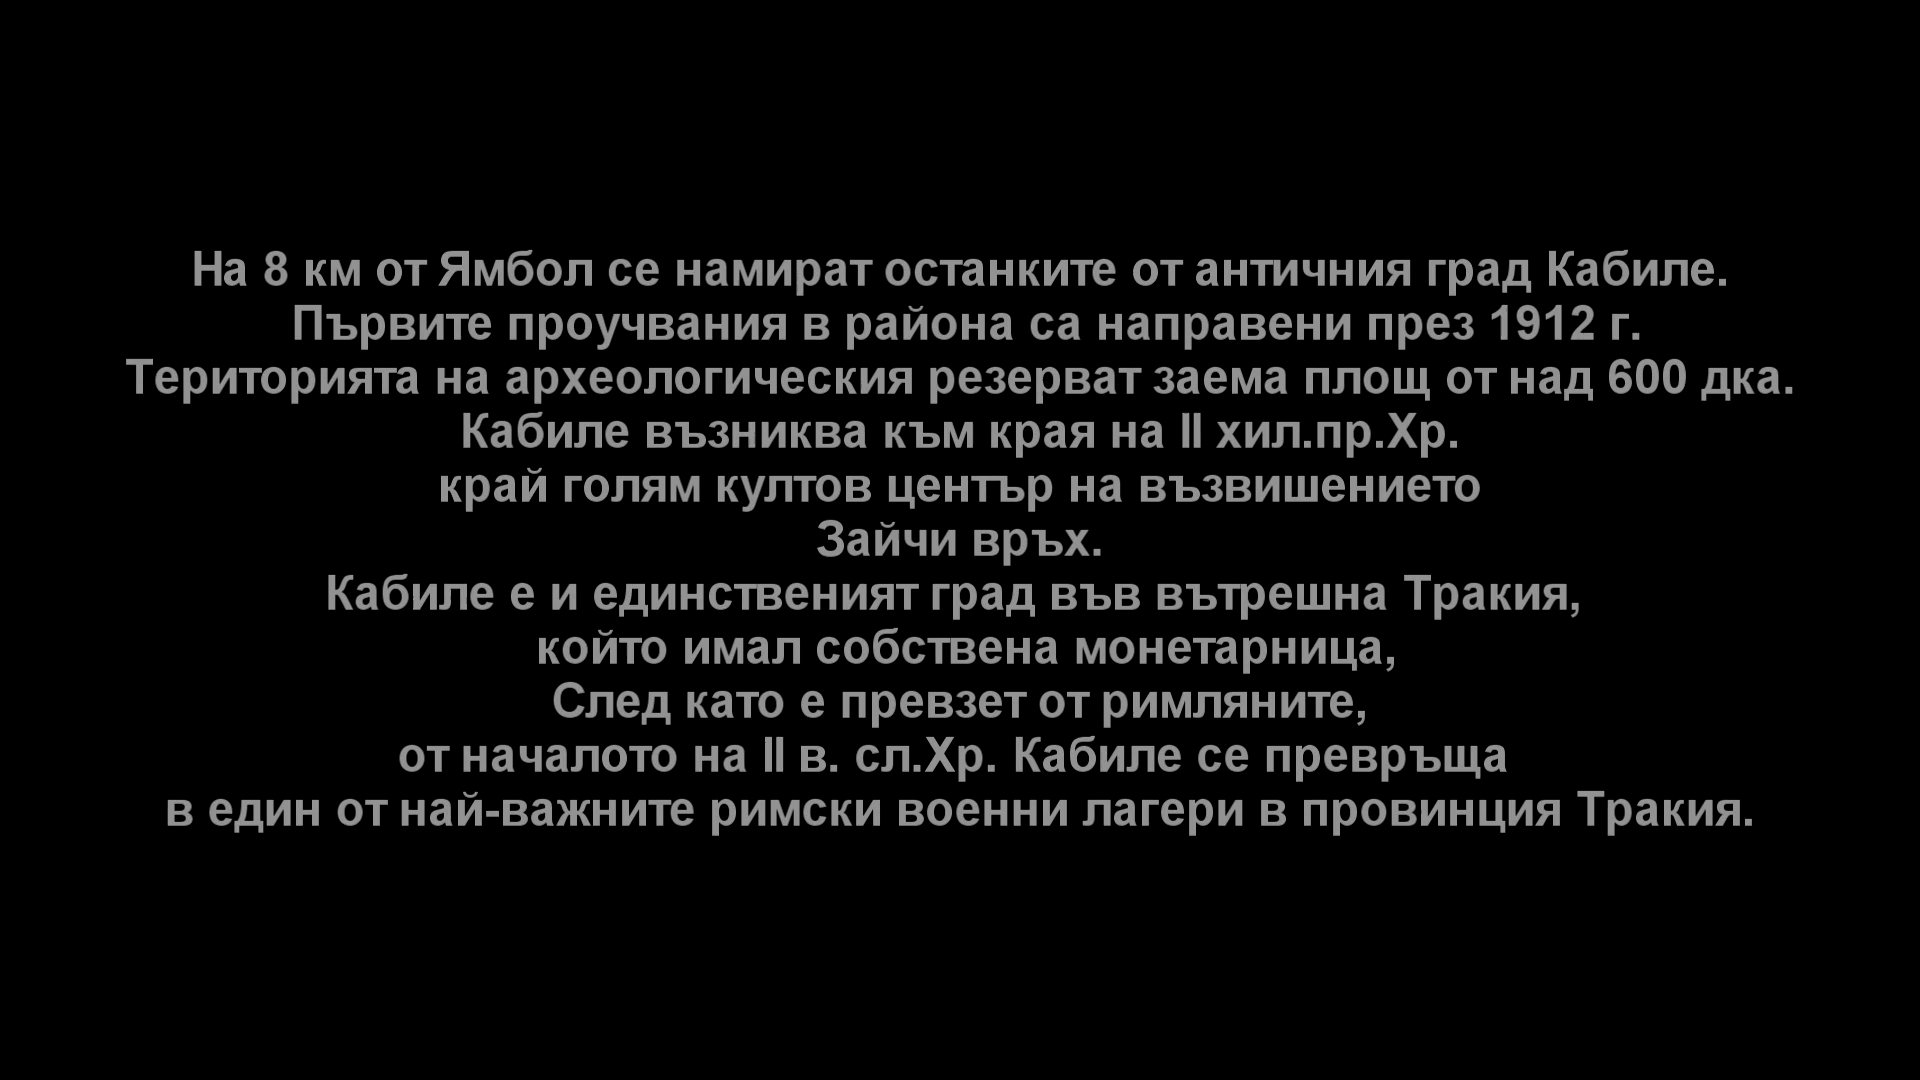 На 8 км от Ямбол се намират останките от античния град Кабиле.
Първите проучвания в района са направени през 1912 г.
Територията на археологическия резерват заема площ от над 600 дка.
Кабиле възниква към края на II хил.пр.Хр.
край голям култов център на възвишението
Зайчи връх.
Кабиле е и единственият град във вътрешна Тракия,
който имал собствена монетарница,
След като е превзет от римляните,
от началото на II в. сл.Хр. Кабиле се превръща
в един от най-важните римски военни лагери в провинция Тракия.